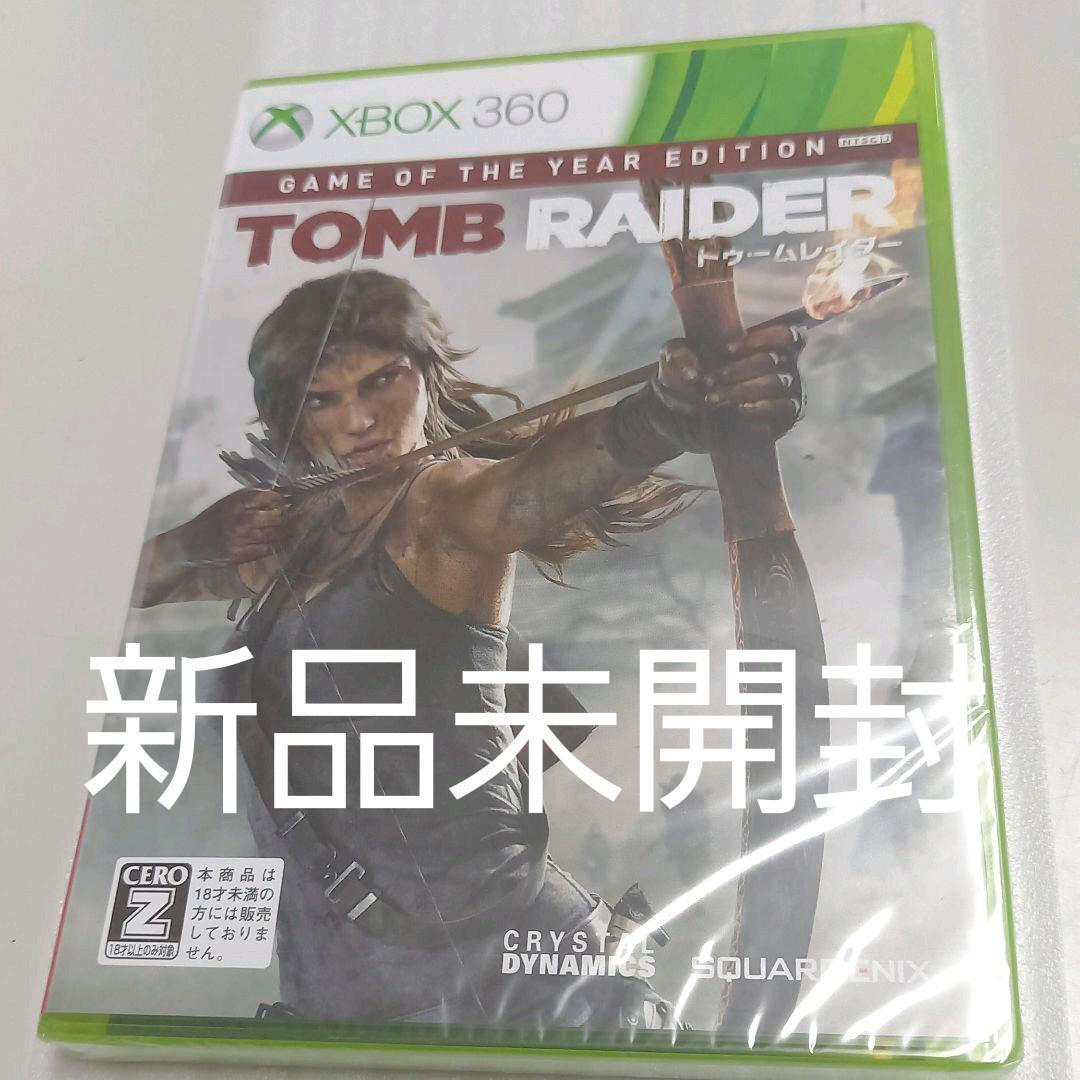 XBOX 360
GAME OF THE YEAR EDITION
NTSC J
TOMB RAIDER
トゥームレイダー
新品未開封
CERO
Z
18才以上のみ対象
本商品は
18才未満の
方には販売
しておりま
せん。
CRYSTAL
DYNAMICS
SQUARE ENIX